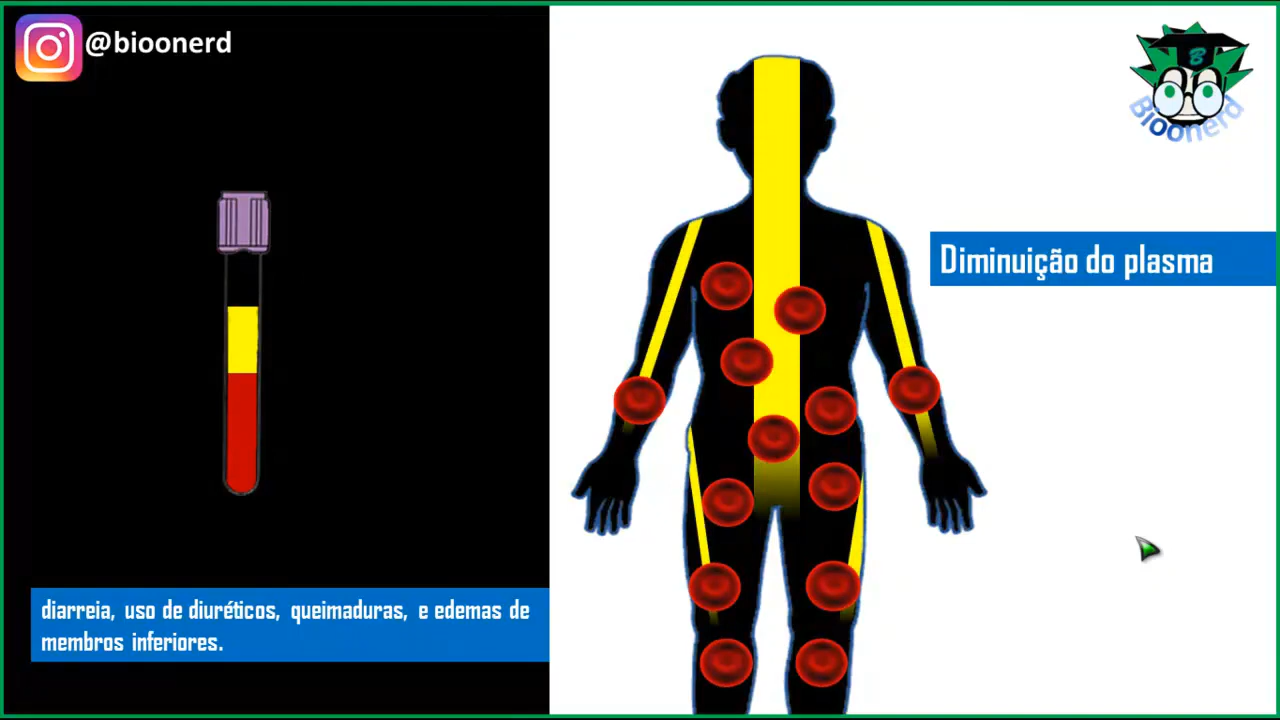 @bioonerd
B
Bioonerd
Diminuição do plasma
diarreia, uso de diuréticos, queimaduras, e edemas de
membros inferiores.